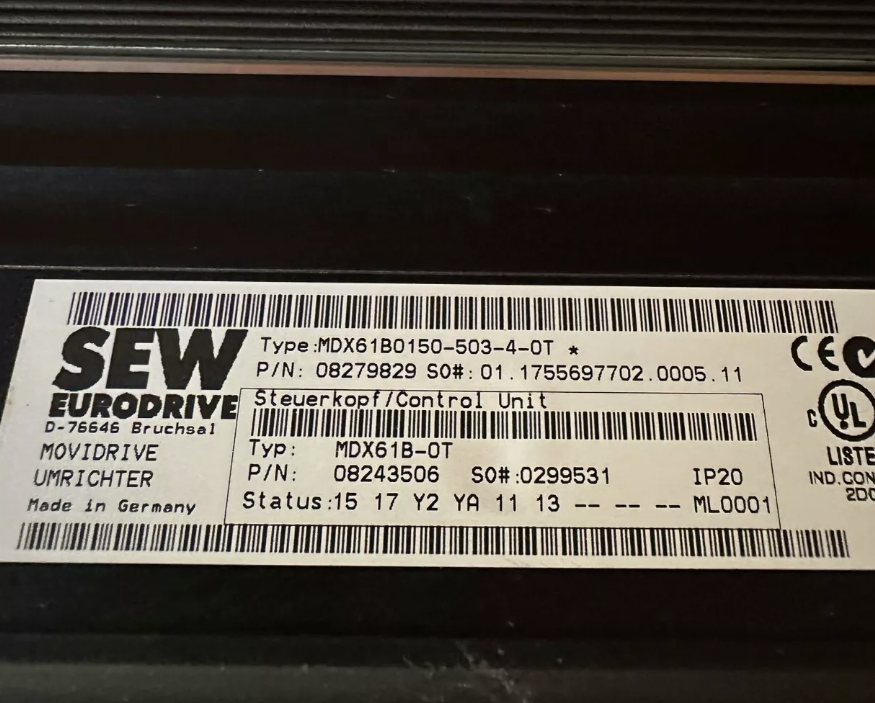 SEW
EURODRIVE
D-76646 Bruchsal
MOVIDRIVE
UMRICHTER
Made in Germany
Type:MDX61B0150-503-4-0T *
P/N: 08279829 SO#: 01.1755697702.0005.11
Steuerkopf/Control Unit
Typ: MDX61B-0T
P/N: 08243506 SO#:0299531 IP20
Status:15 17 Y2 YA 11 13 -- -- -- ML0001
CE
C UL
LISTE
IND.CON